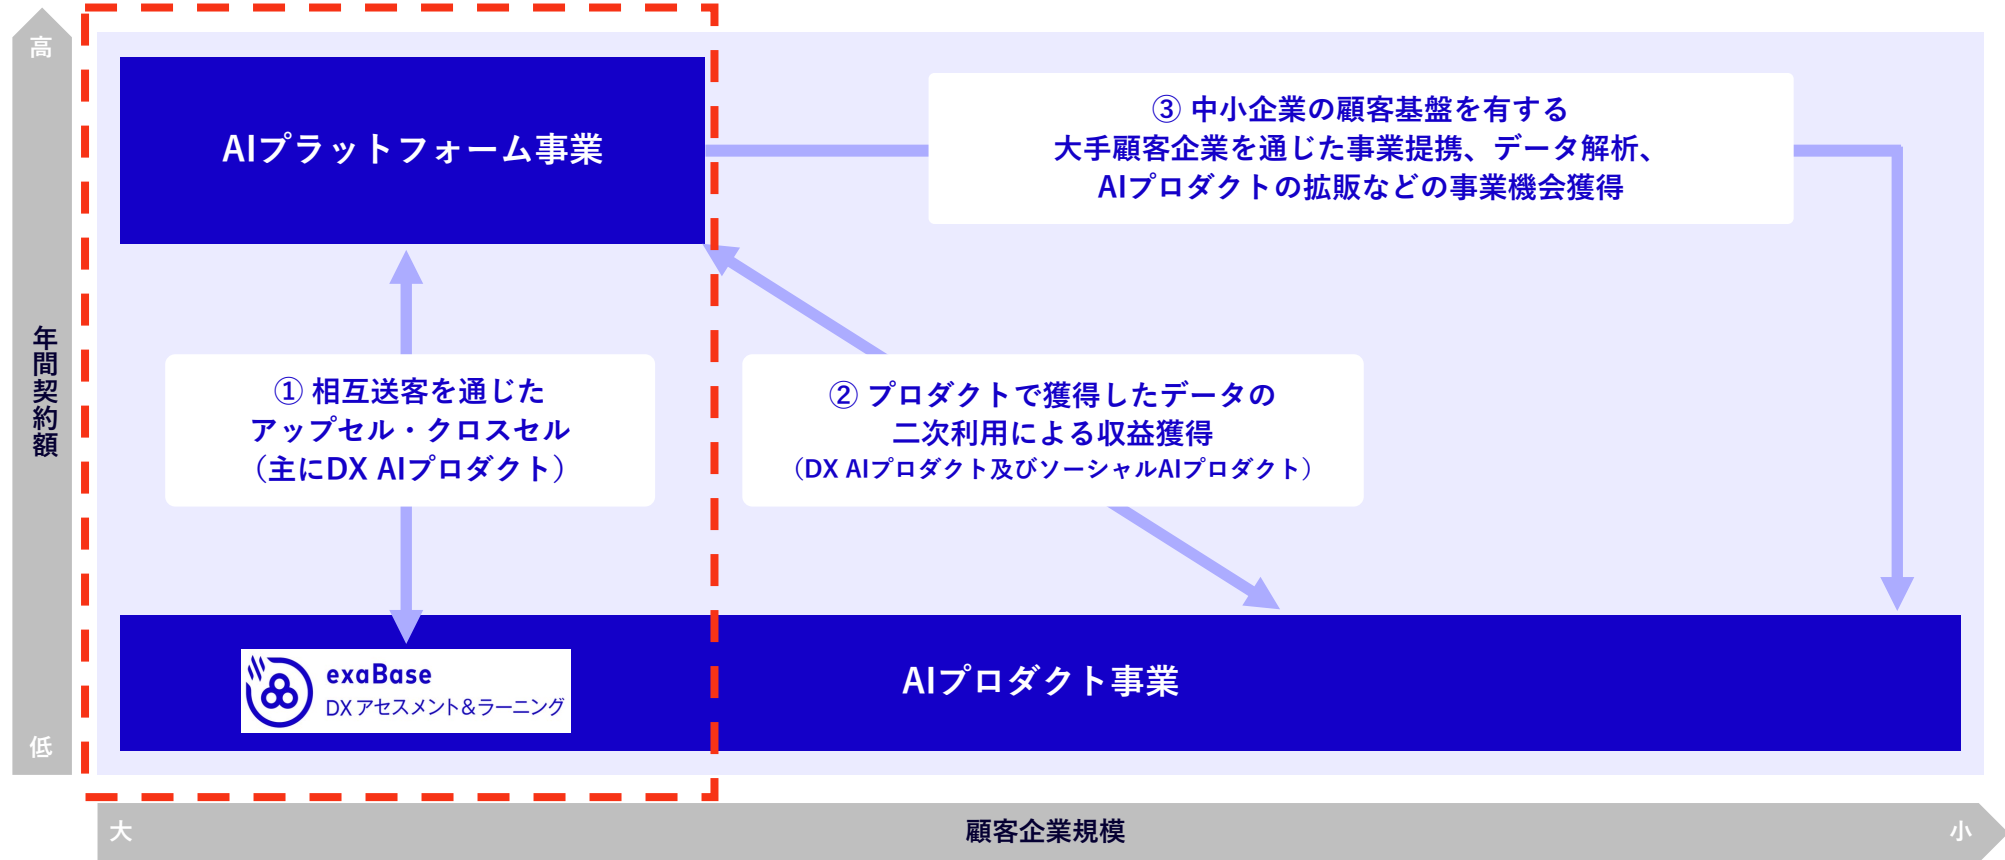 高
年間契約額
低
AIプラットフォーム事業
③ 中小企業の顧客基盤を有する
大手顧客企業を通じた事業提携、データ解析、
AIプロダクトの拡販などの事業機会獲得
① 相互送客を通じた
アップセル・クロスセル
（主にDX AIプロダクト）
② プロダクトで獲得したデータの
二次利用による収益獲得
（DX AIプロダクト及びソーシャルAIプロダクト）
exaBase
DX アセスメント＆ラーニング
AIプロダクト事業
大
顧客企業規模
小